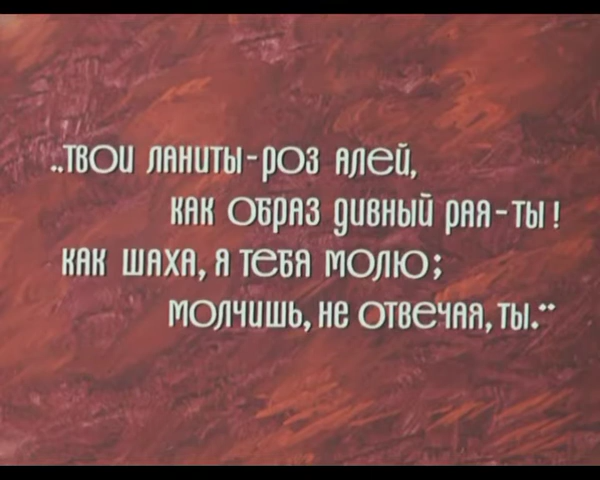 „Твои ланиты-роз алей,
как образ дивный рая-ты!
Как шаха, я тебя молю;
молчишь, не отвечая, ты.“